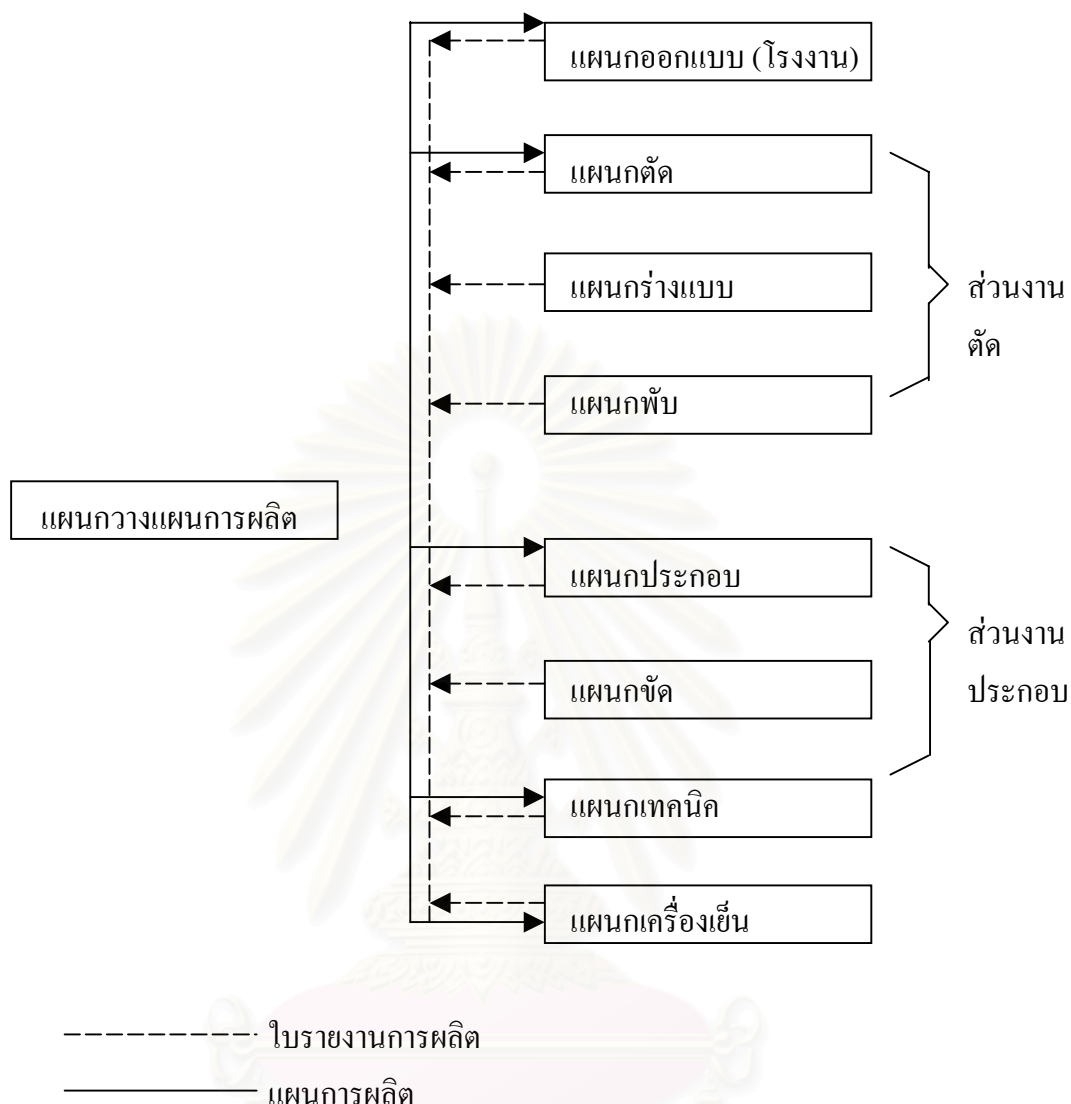 แผนกออกแบบ (โรงงาน)
แผนกตัด
แผนกร่างแบบ
ส่วนงาน
ตัด
แผนกพับ
แผนกวางแผนการผลิต
แผนกประกอบ
ส่วนงาน
ประกอบ
แผนกขัด
แผนกเทคนิค
แผนกเครื่องเย็น
ใบรายงานการผลิต
แผนการผลิต